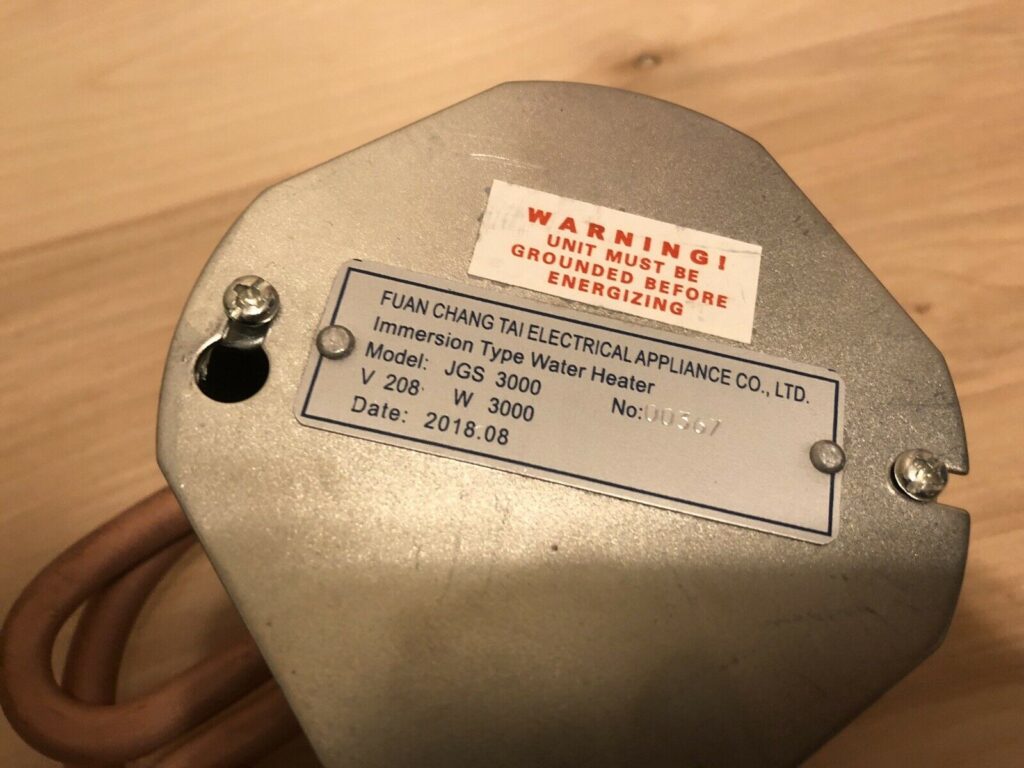 WARNING!
UNIT MUST BE
GROUNDED BEFORE
ENERGIZING
FUAN CHANG TAI ELECTRICAL APPLIANCE CO., LTD.
Immersion Type Water Heater
Model: JGS 3000
No:00367
V 208 W 3000
Date: 2018.08